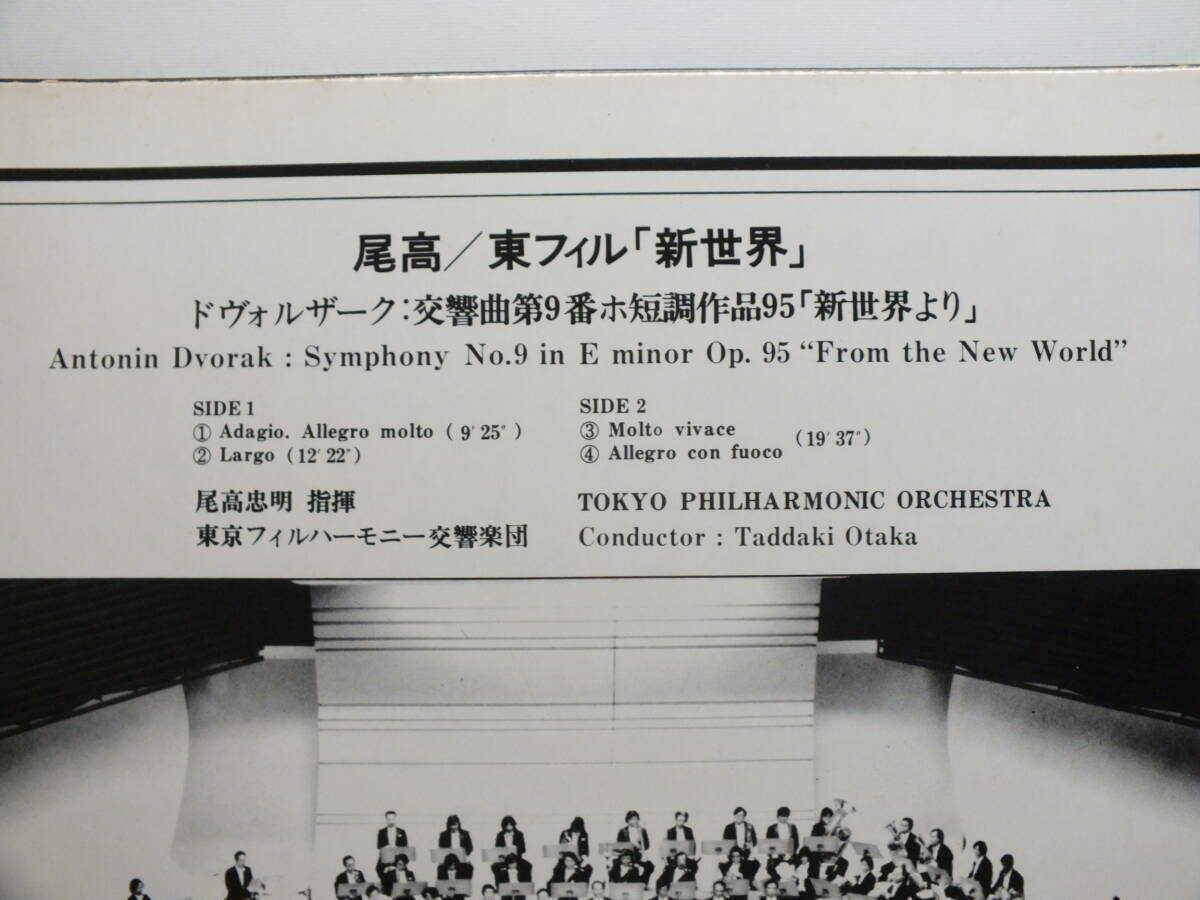 尾高／東フィル「新世界」
ドヴォルザーク：交響曲第9番ホ短調作品95「新世界より」
Antonin Dvorak : Symphony No.9 in E minor Op. 95 “From the New World”
SIDE 1
① Adagio. Allegro molto ( 9′ 25″ )
② Largo (12′ 22″)
SIDE 2
③ Molto vivace
④ Allegro con fuoco
(19′ 37″)
尾高忠明 指揮
東京フィルハーモニー交響楽団
TOKYO PHILHARMONIC ORCHESTRA
Conductor : Taddaki Otaka